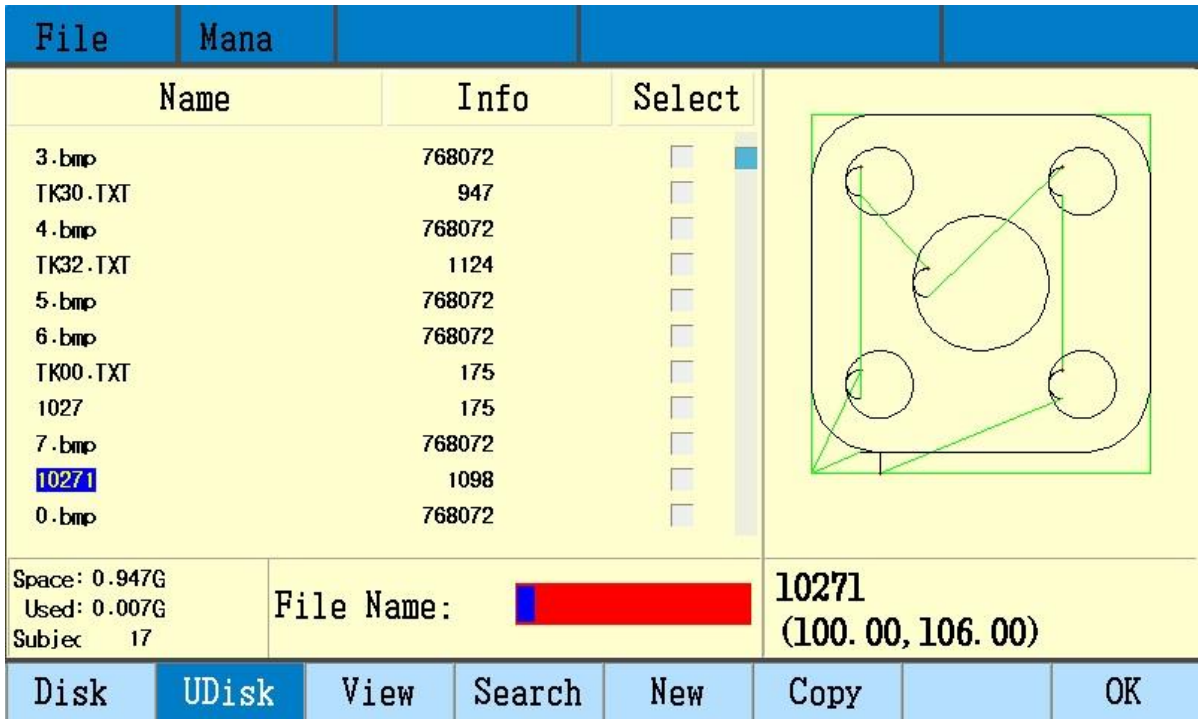 File Mana
Name Info Select
3.bmp 768072
TK30.TXT 947
4.bmp 768072
TK32.TXT 1124
5.bmp 768072
6.bmp 768072
TK00.TXT 175
1027 175
7.bmp 768072
10271 1098
0.bmp 768072
Space: 0.947G
Used: 0.007G
Subjec 17
File Name:
10271
(100.00, 106.00)
Disk UDisk View Search New Copy OK